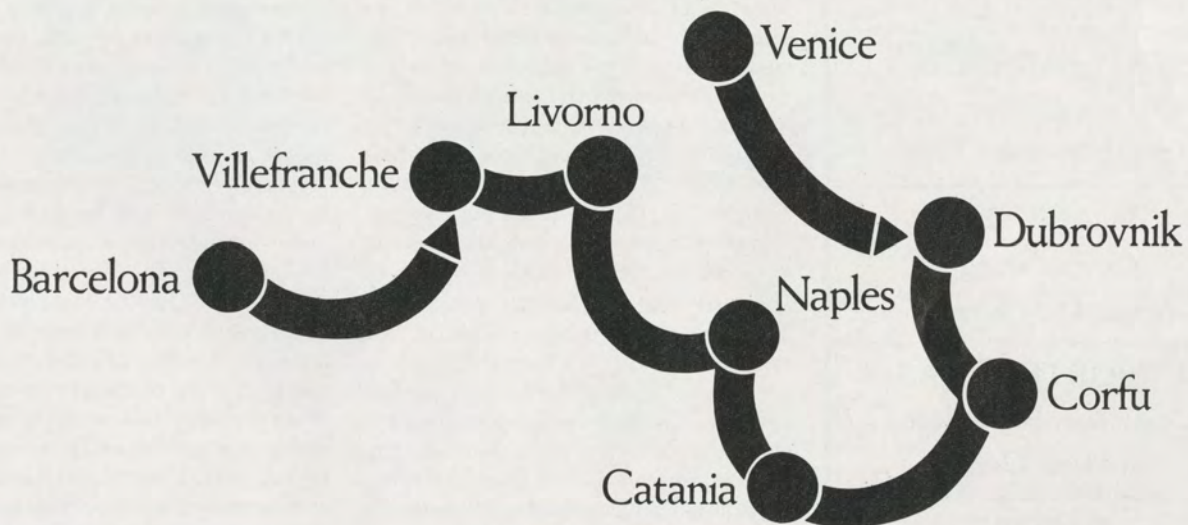 Venice
Livorno
Villefranche
Dubrovnik
Barcelona
Naples
Corfu
Catania